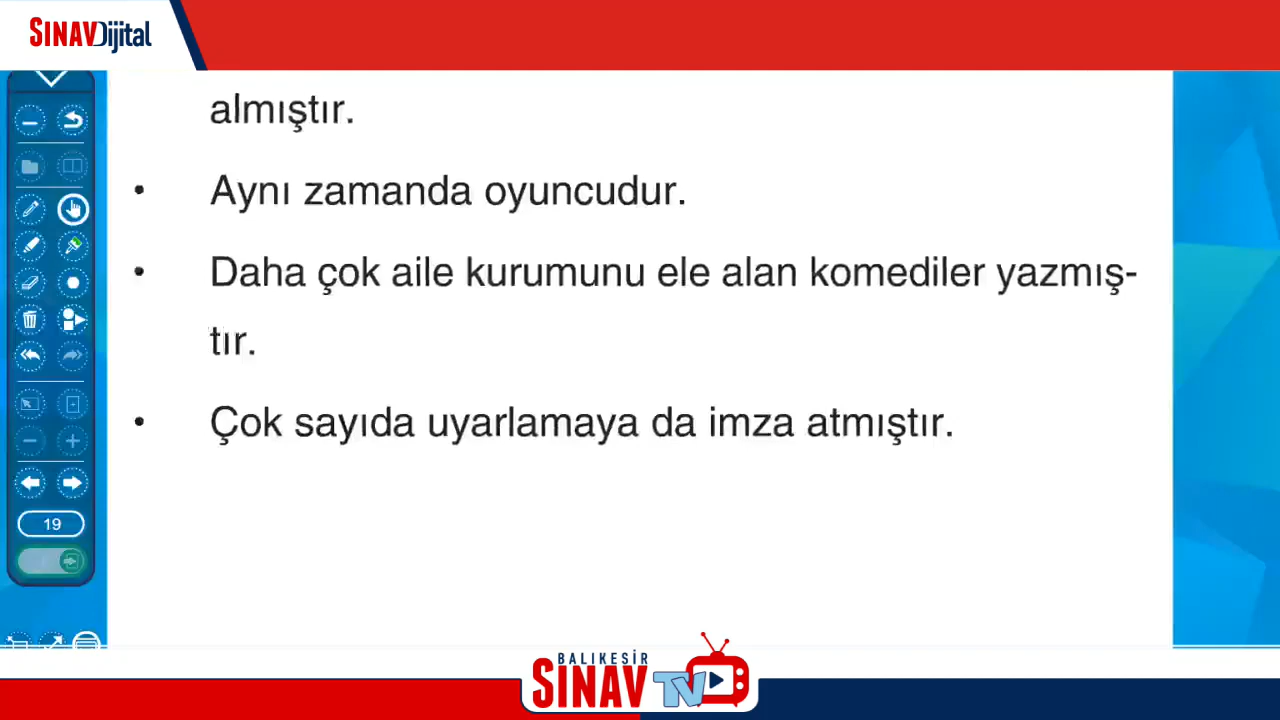 SINAVDijital
almıştır.
• Aynı zamanda oyuncudur.
• Daha çok aile kurumunu ele alan komediler yazmış-
tır.
• Çok sayıda uyarlamaya da imza atmıştır.
19
BALIKESİR
SINAV TV